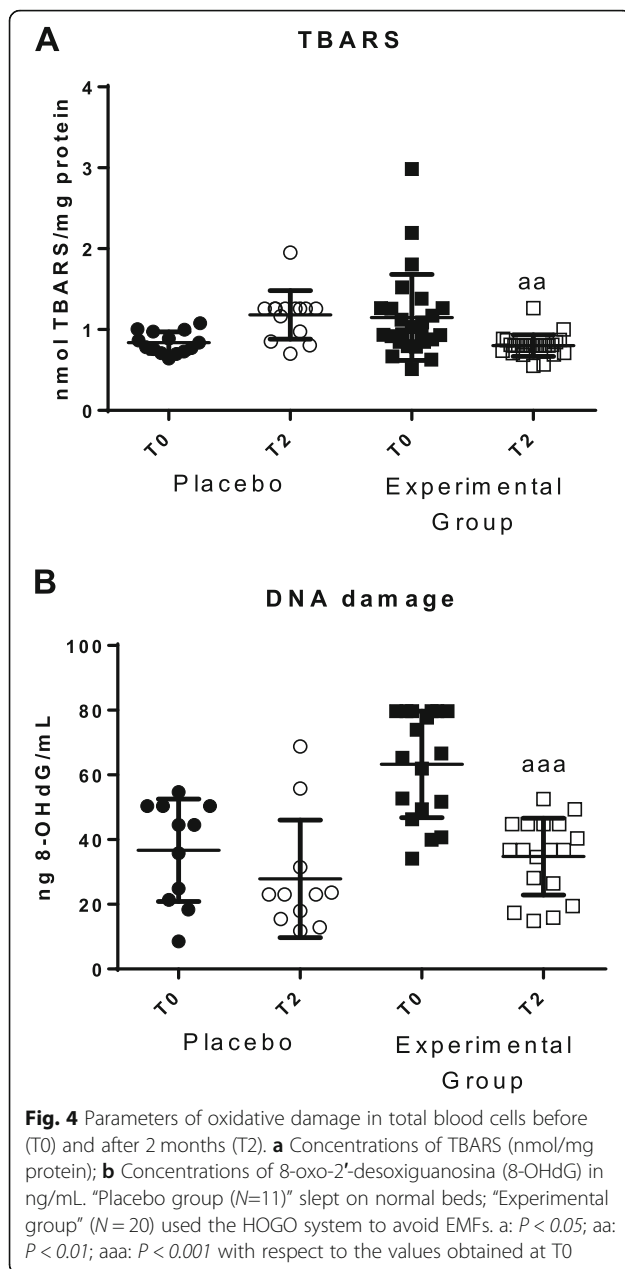 A
TBARS
nmol TBARS/mg protein
4
3
2
1
0
aa
T0
T2
T0
T2
Placebo
Experimental
Group
B
DNA damage
ng 8-OHdG/mL
100
80
60
40
20
0
aaa
T0
T2
T0
T2
Placebo
Experimental
Group
Fig. 4 Parameters of oxidative damage in total blood cells before
(T0) and after 2 months (T2). a Concentrations of TBARS (nmol/mg
protein); b Concentrations of 8-oxo-2′-desoxiguanosina (8-OHdG) in
ng/mL. “Placebo group (N=11)” slept on normal beds; “Experimental
group” (N = 20) used the HOGO system to avoid EMFs. a: P < 0.05; aa:
P < 0.01; aaa: P < 0.001 with respect to the values obtained at T0